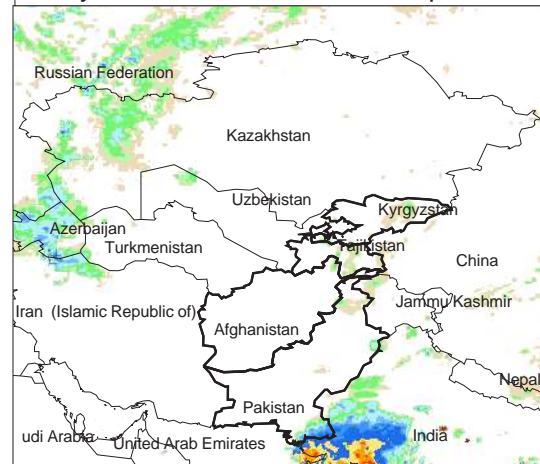 Russian Federation
Kazakhstan
Uzbekistan
Kyrgyzstan
Azerbaijan
Turkmenistan
Tajikistan
China
Iran (Islamic Republic of)
Jammu Kashmir
Afghanistan
Nepal
Pakistan
udi Arabia
United Arab Emirates
India